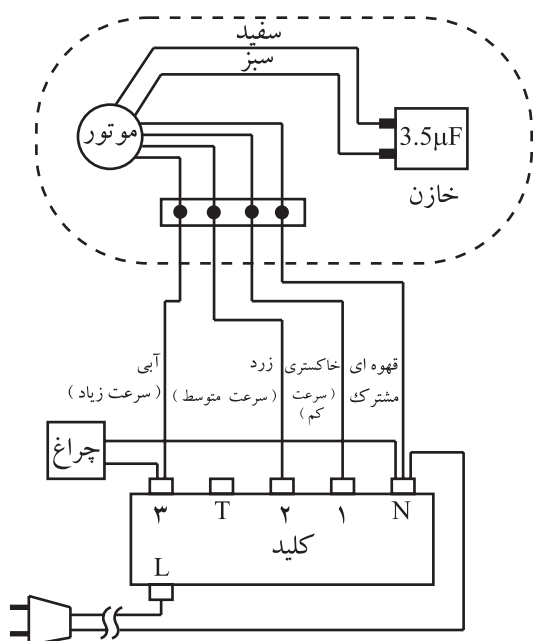 سفید
سبز
موتور
3.5µF
خازن
آبی
(سرعت زیاد)
زرد
(سرعت متوسط)
خاکستری
(سرعت
کم)
قهوه ای
مشترک
چراغ
۳ T ۲ ۱ N
کلید
L